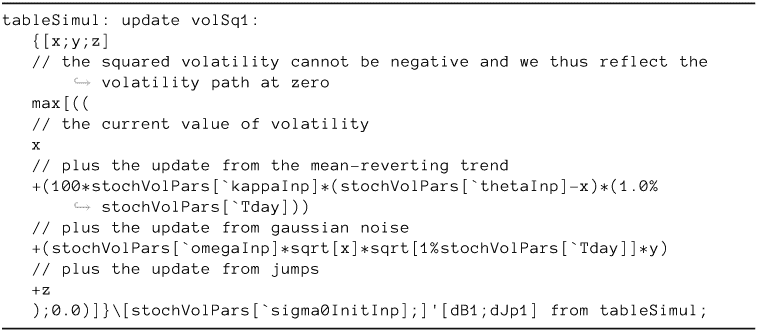 tableSimul: update volSq1:
{[x;y;z]
// the squared volatility cannot be negative and we thus reflect the
↪ volatility path at zero
max[((
// the current value of volatility
x
// plus the update from the mean-reverting trend
+(100*stochVolPars[`kappaInp]*(stochVolPars[`thetaInp]-x)*(1.0%
↪ stochVolPars[`Tday]))
// plus the update from gaussian noise
+(stochVolPars[`omegaInp]*sqrt[x]*sqrt[1%stochVolPars[`Tday]]*y)
// plus the update from jumps
+z
);0.0)]}\[stochVolPars[`sigma0InitInp];]'[dB1;dJp1] from tableSimul;